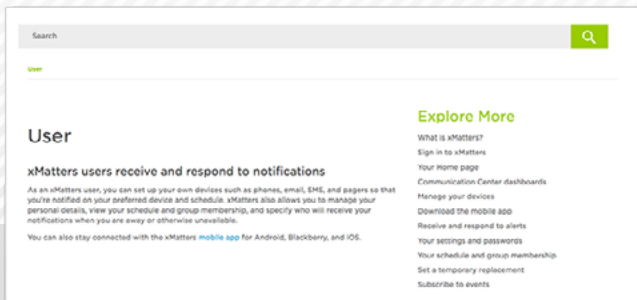 Search
User
User
xMatters users receive and respond to notifications
As an xMatters user, you can set up your own devices such as phones, email, SMS, and pagers so that
you're notified on your preferred device and schedule. xMatters also allows you to manage your
personal details, view your schedule and group membership, and specify who will receive your
notifications when you are away or otherwise unavailable.
You can also stay connected with the xMatters mobile app for Android, Blackberry, and iOS.
Explore More
What is xMatters?
Sign in to xMatters
Your Home page
Communication Center dashboards
Manage your devices
Download the mobile app
Receive and respond to alerts
Your settings and passwords
Your schedule and group membership
Set a temporary replacement
Subscribe to events